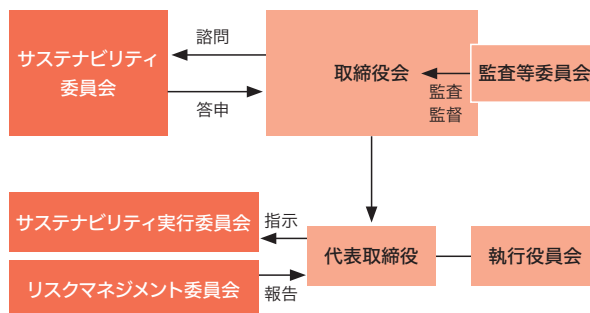 サステナビリティ
委員会
諮問
答申
取締役会
監査
監督
監査等委員会
サステナビリティ実行委員会
リスクマネジメント委員会
指示
報告
代表取締役
執行役員会